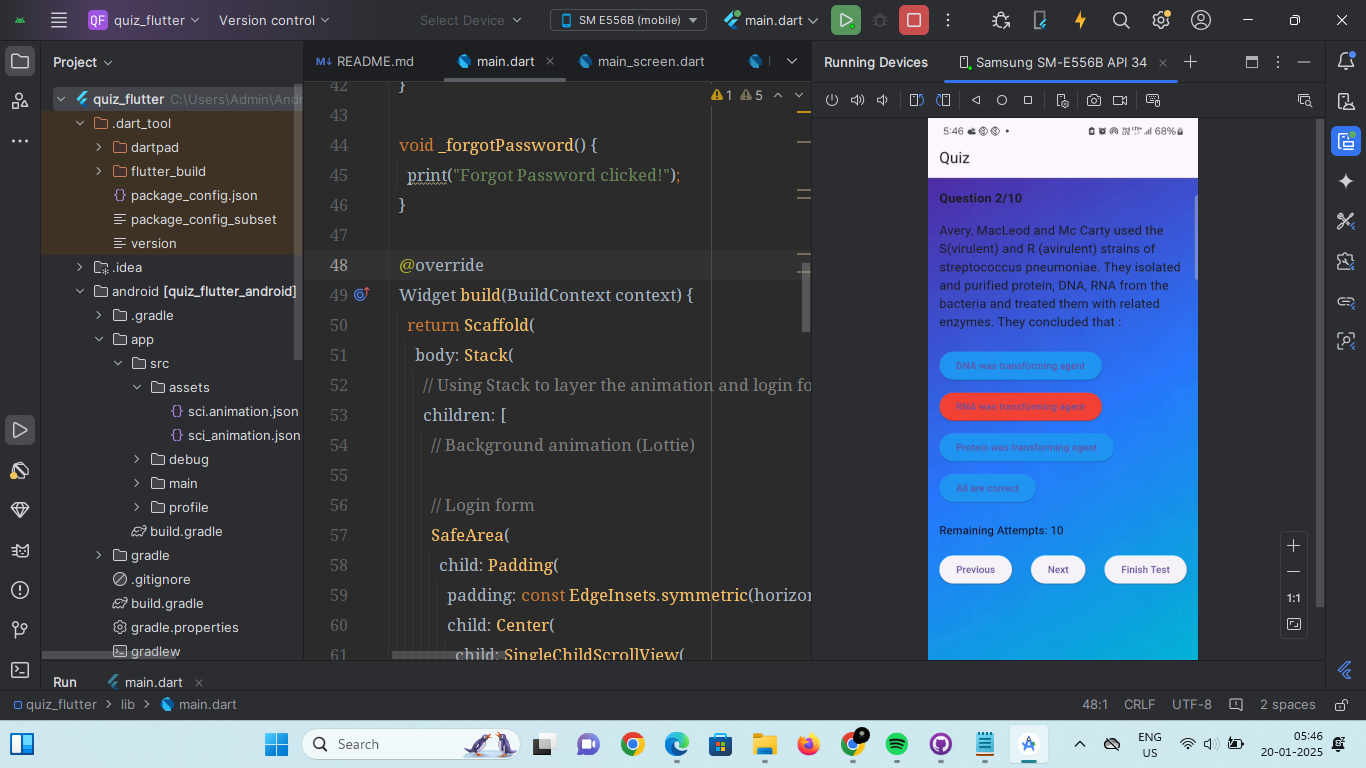 QF quiz_flutter Version control Select Device SM E556B (mobile) main.dart
Project
quiz_flutter C:\Users\Admin\Andr
.dart_tool
dartpad
flutter_build
package_config.json
package_config_subset
version
.idea
android [quiz_flutter_android]
.gradle
app
src
assets
sci.animation.json
sci_animation.json
debug
main
profile
build.gradle
gradle
.gitignore
build.gradle
gradle.properties
gradlew
README.md main.dart main_screen.dart
1 5
42 }
43
44 void _forgotPassword() {
45 print("Forgot Password clicked!");
46 }
47
48 @override
49 Widget build(BuildContext context) {
50 return Scaffold(
51 body: Stack(
52 // Using Stack to layer the animation and login fo
53 children: [
54 // Background animation (Lottie)
55
56 // Login form
57 SafeArea(
58 child: Padding(
59 padding: const EdgeInsets.symmetric(horizon
60 child: Center(
61 child: SingleChildScrollView(
Running Devices Samsung SM-E556B API 34
5:46 68%
Quiz
Question 2/10
Avery, MacLeod and Mc Carty used the
S(virulent) and R (avirulent) strains of
streptococcus pneumoniae. They isolated
and purified protein, DNA, RNA from the
bacteria and treated them with related
enzymes. They concluded that :
DNA was transforming agent
RNA was transforming agent
Protein was transforming agent
All are correct
Remaining Attempts: 10
Previous Next Finish Test
1:1
Run main.dart
quiz_flutter > lib > main.dart 48:1 CRLF UTF-8 2 spaces
Search
ENG
US
05:46
20-01-2025